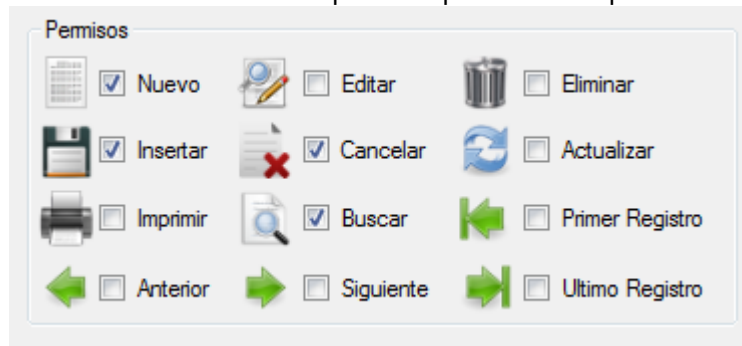 Permisos
Nuevo Editar Eliminar
Insertar Cancelar Actualizar
Imprimir Buscar Primer Registro
Anterior Siguiente Ultimo Registro